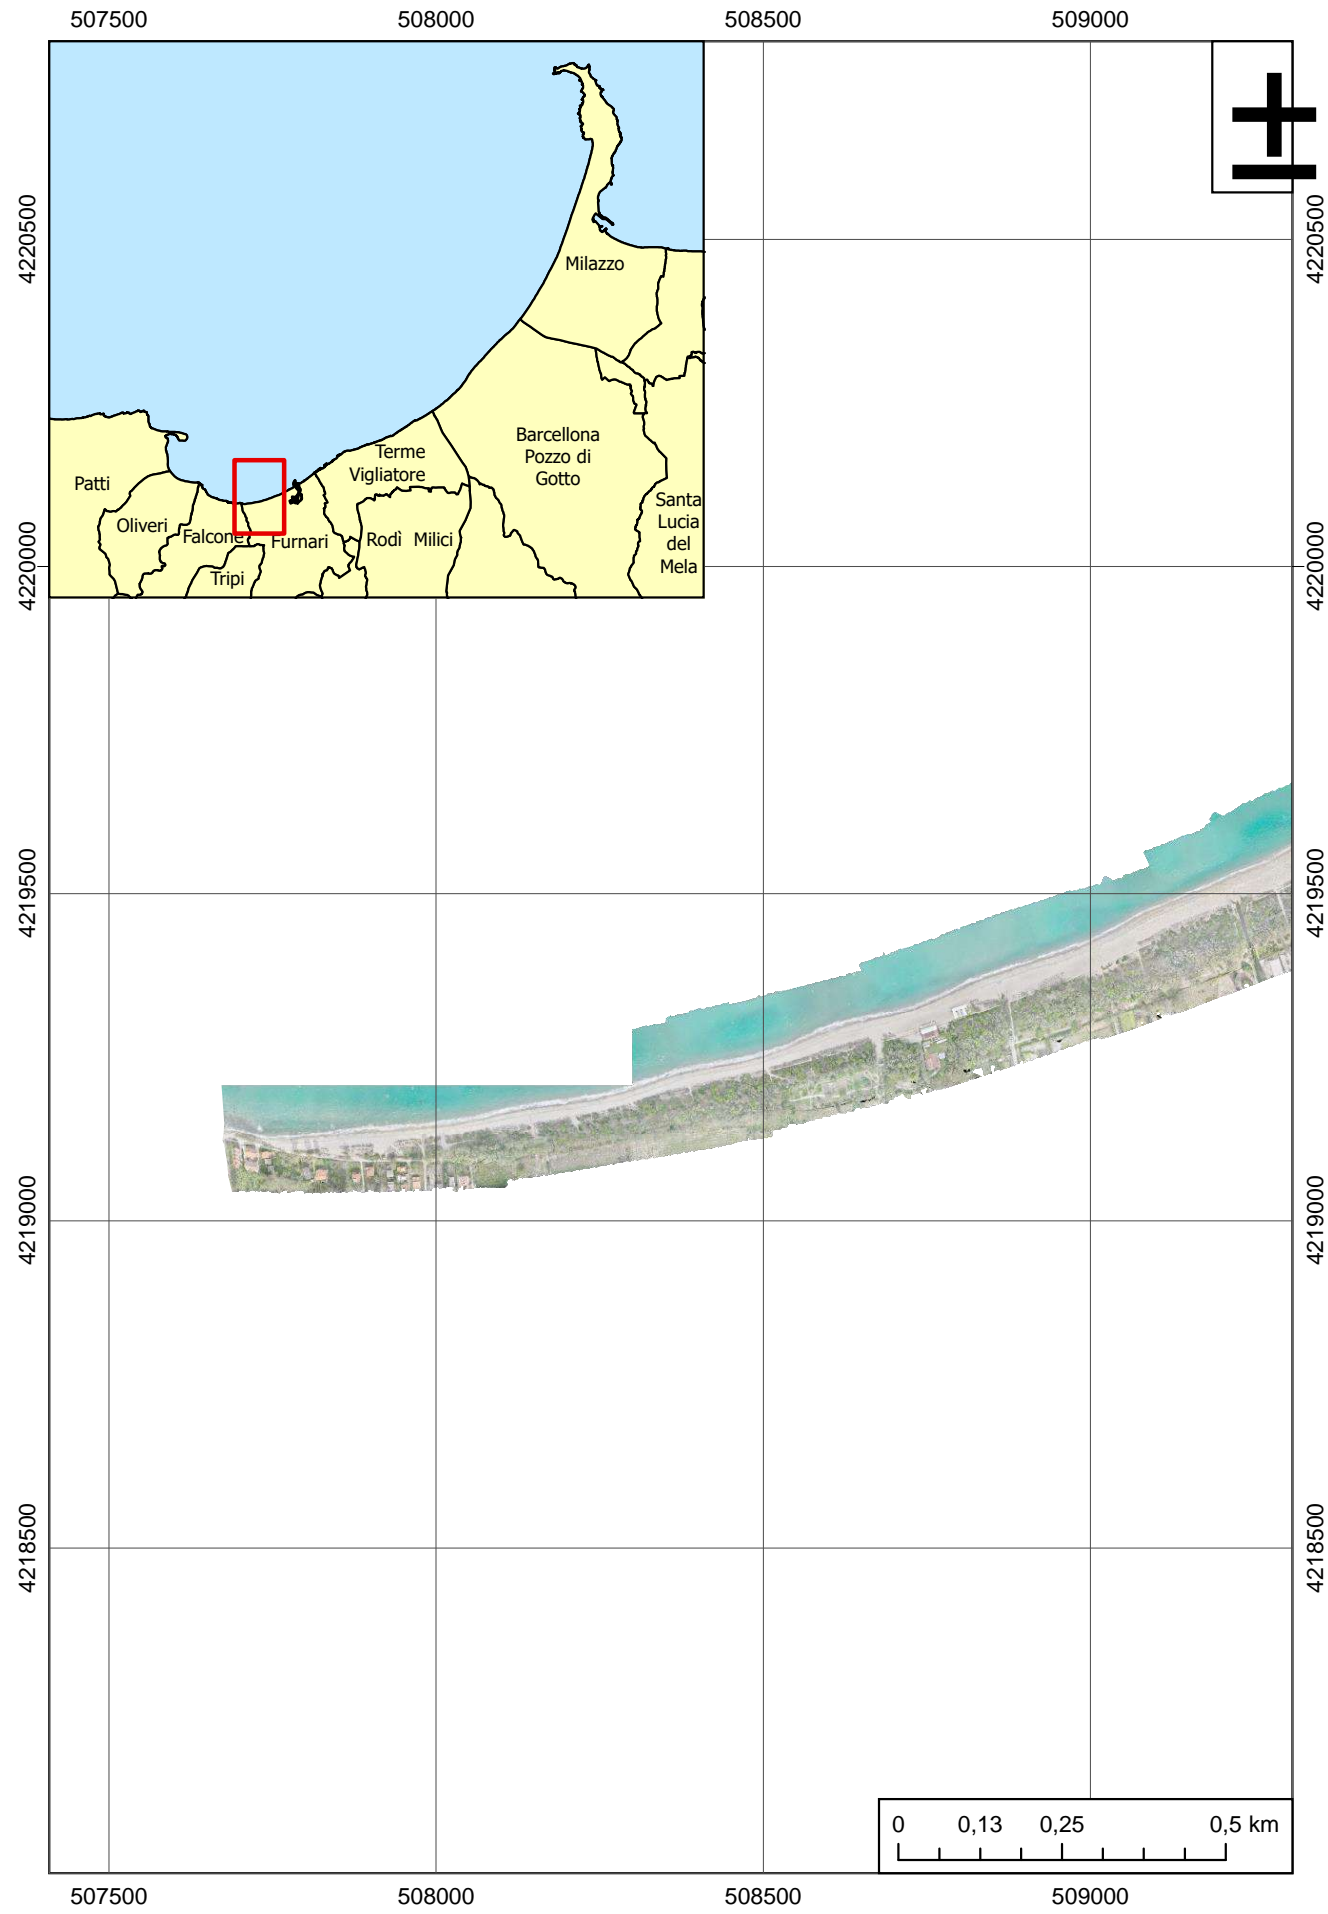 507500 508000 508500 509000
4220500
4220500
Milazzo
Barcellona
Pozzo di
Gotto
Terme
Vigliatore
Patti
Santa
Lucia
del
Mela
Oliveri
Falcone
Furnari
Rodì Milici
Tripi
4220000
4220000
4219500
4219500
4219000
4219000
4218500
4218500
0 0,13 0,25 0,5 km
507500 508000 508500 509000